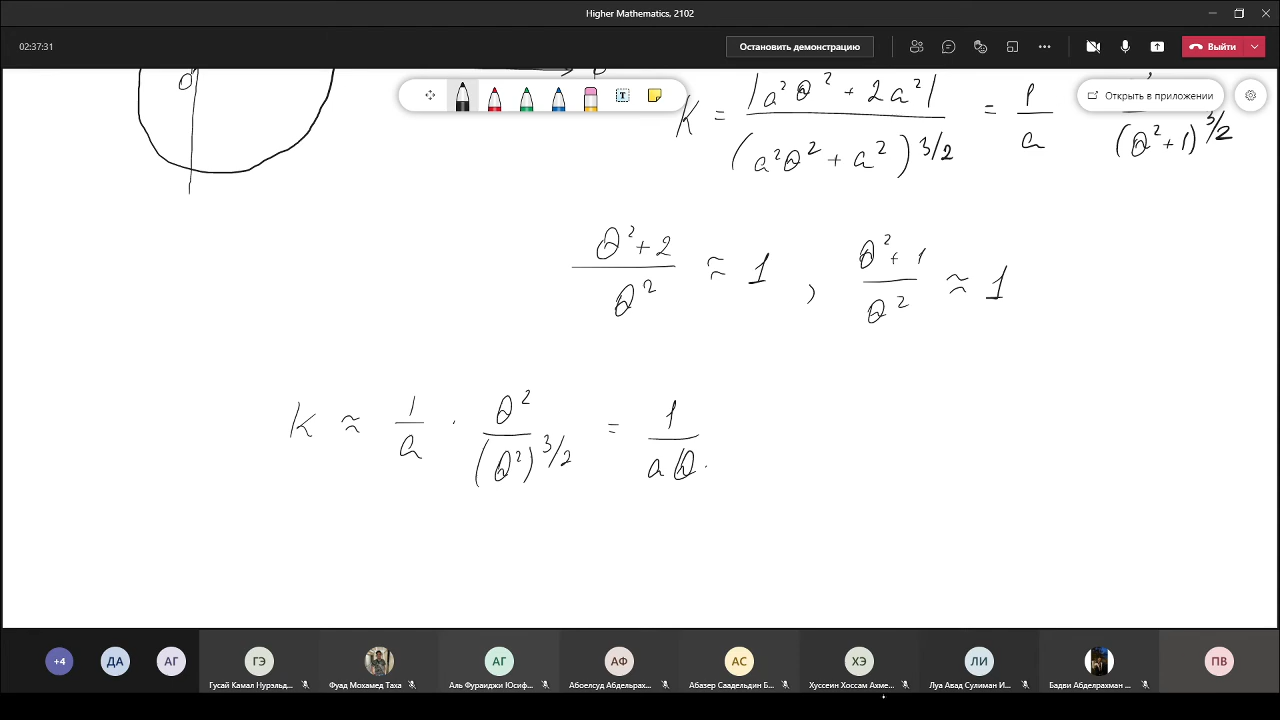 Higher Mathematics, 2102
02:37:31
Остановить демонстрацию
Выйти
Открыть в приложении
O
K = |a²θ² + 2a²| / (a²θ² + a²)^3/2 = 1/a (θ²+1)^3/2
θ²+2 / θ² ≈ 1 , θ²+1 / θ² ≈ 1
K ≈ 1/a · θ² / (θ²)^3/2 = 1 / a|θ
+4 ДА АГ ГЭ АГ АФ АС ХЭ ЛИ ПВ
Гусай Камал Нурэльд... Фуад Мохамед Таха Аль Фураиджи Юсиф... Абоелсуд Абделърах... Абазер Саадельдин Б... Хуссеин Хоссам Ахме... Луа Авад Сулиман И... Бадви Абделрахман ...